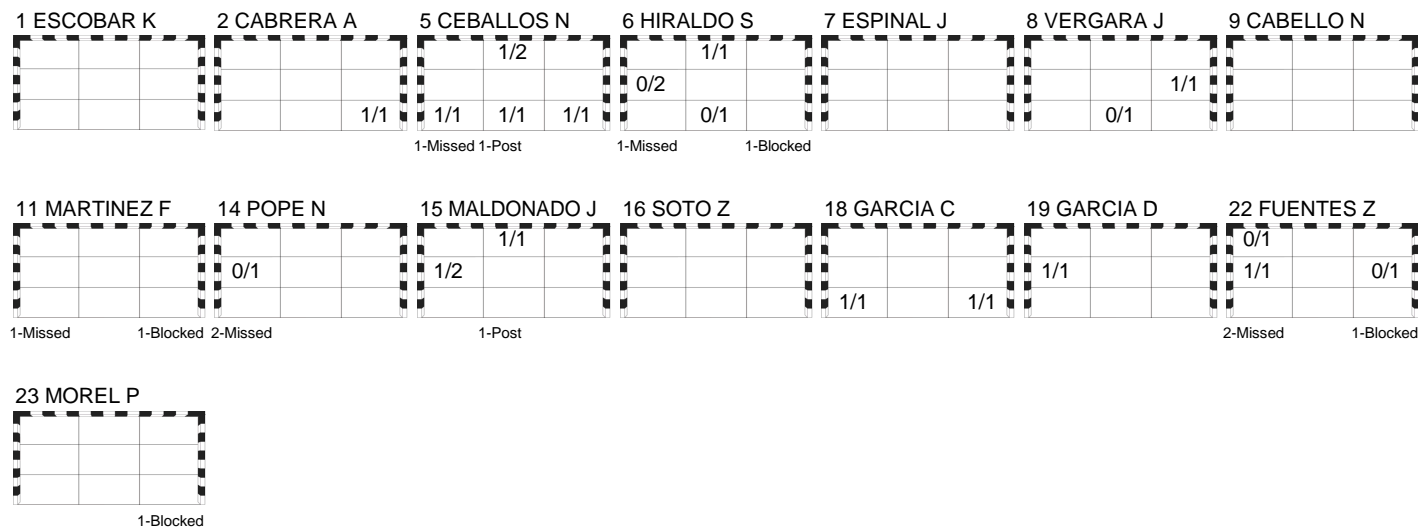 1 ESCOBAR K 2 CABRERA A 5 CEBALLOS N 6 HIRALDO S 7 ESPINAL J 8 VERGARA J 9 CABELLO N
1/2 1/1
0/2 1/1
1/1 1/1 1/1 1/1 0/1 0/1
1-Missed 1-Post 1-Missed 1-Blocked
11 MARTINEZ F 14 POPE N 15 MALDONADO J 16 SOTO Z 18 GARCIA C 19 GARCIA D 22 FUENTES Z
1/1 0/1
0/1 1/2 1/1 1/1 0/1
1/1 1/1
1-Missed 1-Blocked 2-Missed 1-Post 2-Missed 1-Blocked
23 MOREL P
1-Blocked